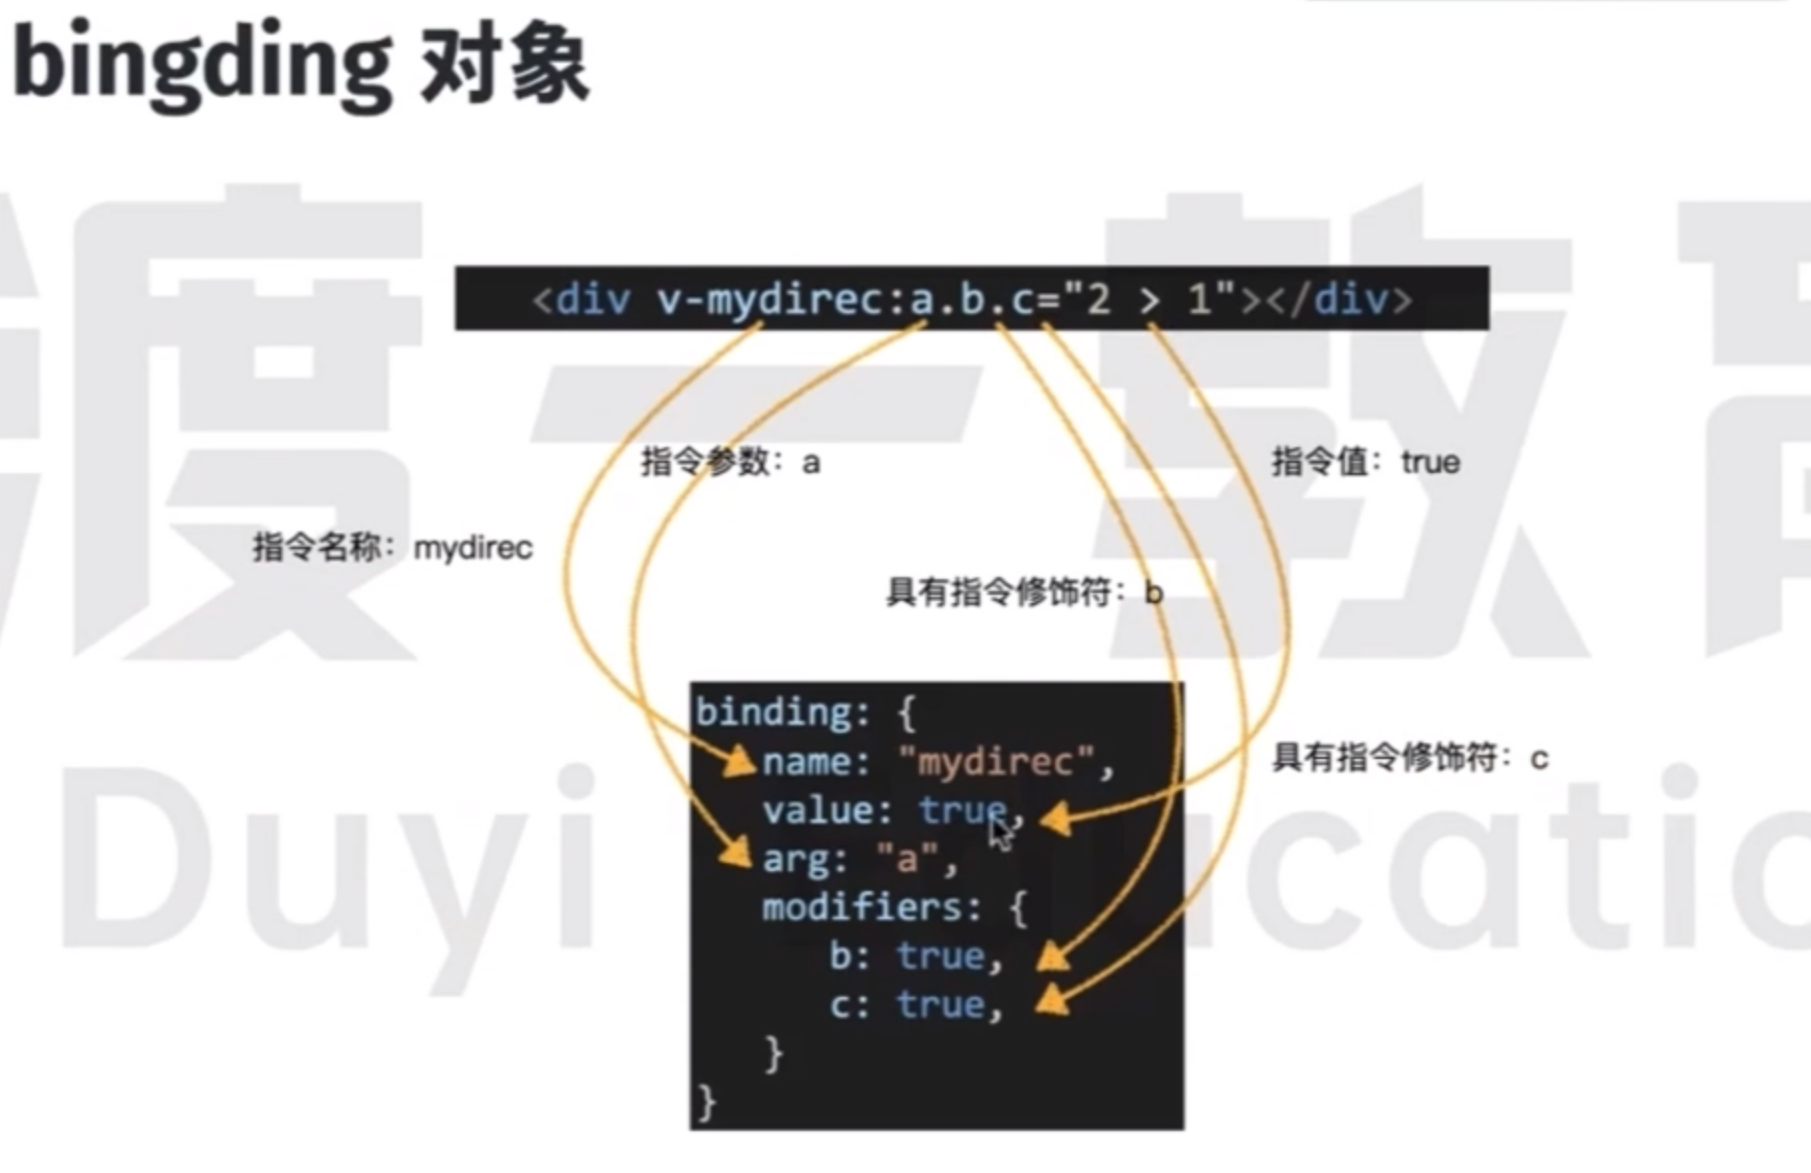 bingding 对象
渡一教育
<div v-mydirec:a.b.c="2 > 1"></div>
指令参数：a
指令值：true
指令名称：mydirec
具有指令修饰符：b
具有指令修饰符：c
binding: {
name: "mydirec",
value: true,
arg: "a",
modifiers: {
b: true,
c: true,
}
}
Duyi